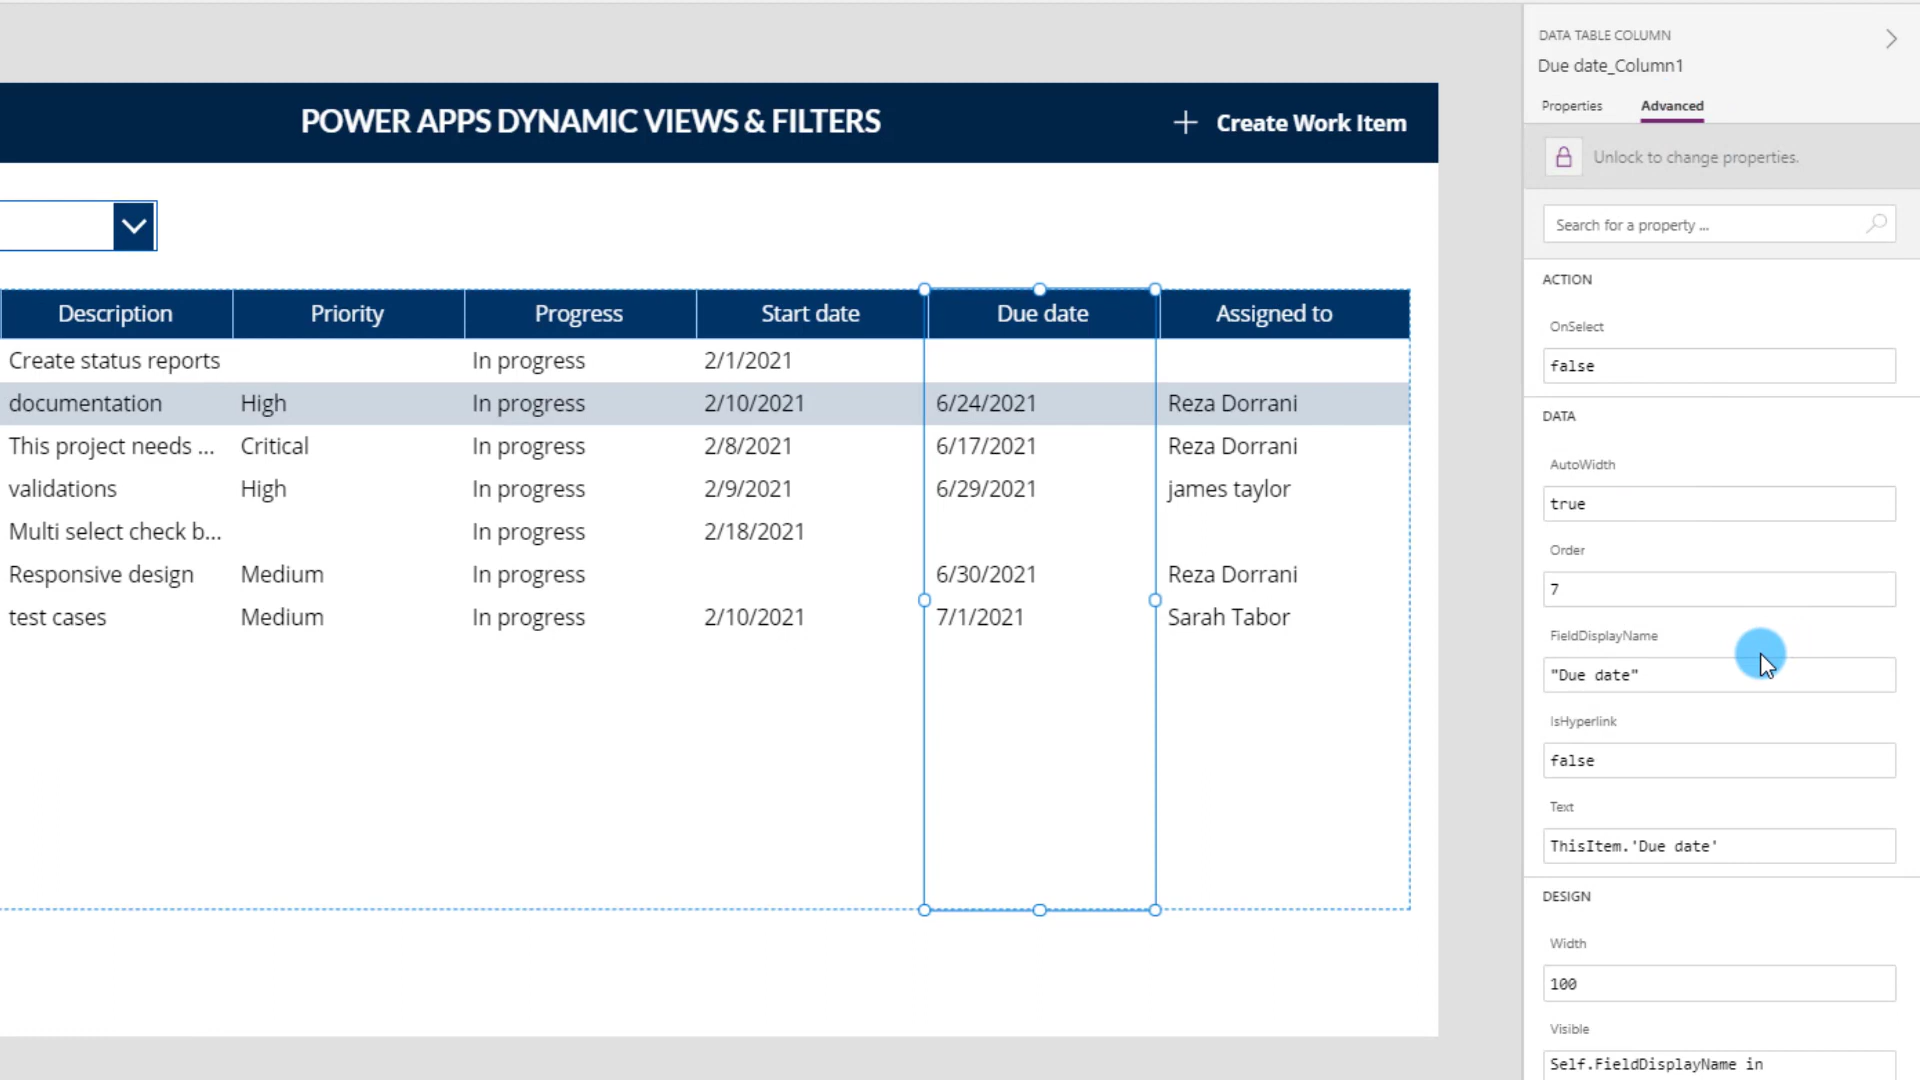 DATA TABLE COLUMN
Due date_Column1
Properties Advanced
Unlock to change properties.
Search for a property ...
POWER APPS DYNAMIC VIEWS & FILTERS
Create Work Item
Description Priority Progress Start date Due date Assigned to
Create status reports In progress 2/1/2021
documentation High In progress 2/10/2021 6/24/2021 Reza Dorrani
This project needs ... Critical In progress 2/8/2021 6/17/2021 Reza Dorrani
validations High In progress 2/9/2021 6/29/2021 james taylor
Multi select check b... In progress 2/18/2021
Responsive design Medium In progress 6/30/2021 Reza Dorrani
test cases Medium In progress 2/10/2021 7/1/2021 Sarah Tabor
ACTION
OnSelect
false
DATA
AutoWidth
true
Order
7
FieldDisplayName
"Due date"
IsHyperlink
false
Text
ThisItem.'Due date'
DESIGN
Width
100
Visible
Self.FieldDisplayName in